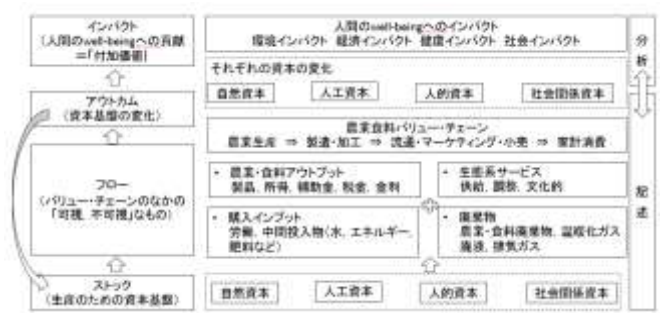 インパクト
(人間のwell-beingへの貢献
=「付加価値」
アウトカム
(資本基盤の変化)
フロー
(バリュー・チェーンのなかの
「可視、不可視」なもの)
ストック
(生産のための資本基盤)
人間のwell-beingへのインパクト
環境インパクト 経済インパクト 健康インパクト 社会インパクト
それぞれの資本の変化
自然資本 人工資本 人的資本 社会関係資本
農業食料バリュー・チェーン
農業生産 ⇒ 製造・加工 ⇒ 流通・マーケティング・小売 ⇒ 家計消費
・ 農業・食料アウトプット
製品、所得、補助金、税金、金利
・ 生態系サービス
供給、調整、文化的
・ 購入インプット
労働、中間投入物(水、エネルギー、
肥料など)
・ 廃棄物
農業・食料廃棄物、温暖化ガス
廃液、排気ガス
自然資本 人工資本 人的資本 社会関係資本
分析
記述